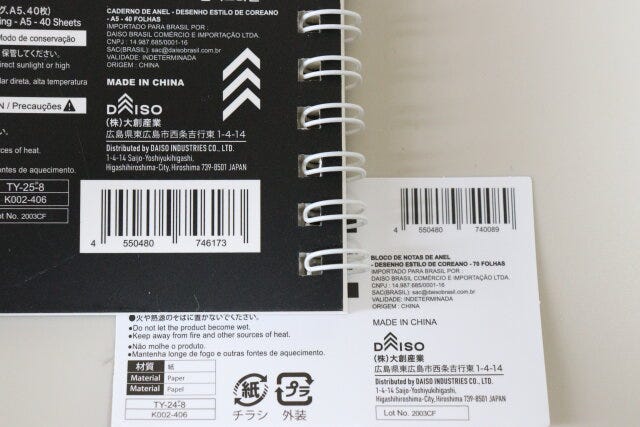 グ、A5、40枚)
ing - A5 - 40 Sheets
Modo de conservação
保管してください。
direct sunlight or high
lar direta, alta temperatura
N / Precauções
eces of heat.
ntes de aquecimento.
TY-25-8
K002-406
Lot No. 2003CF
CADERNO DE ANEL - DESENHO ESTILO DE COREANO
- A5 - 40 FOLHAS
IMPORTADO PARA BRASIL POR :
DAISO BRASIL COMÉRCIO E IMPORTAÇÃO LTDA.
CNPJ : 14.987.685/0001-16
SAC(BRASIL): sac@daisobrasil.com.br
VALIDADE: INDETERMINADA
ORIGEM : CHINA
MADE IN CHINA
DAISO
(株)大創産業
広島県東広島市西条吉行東1-4-14
Distributed by DAISO INDUSTRIES CO., LTD.
1-4-14 Saijo-Yoshiyukihigashi,
Higashihiroshima-City, Hiroshima 739-8501 JAPAN
4 550480 746173
4 550480 740089
BLOCO DE NOTAS DE ANEL
- DESENHO ESTILO DE COREANO - 70 FOLHAS
IMPORTADO PARA BRASIL POR :
DAISO BRASIL COMÉRCIO E IMPORTAÇÃO LTDA.
CNPJ : 14.987.685/0001-16
SAC(BRASIL): sac@daisobrasil.com.br
VALIDADE: INDETERMINADA
ORIGEM : CHINA
MADE IN CHINA
DAISO
(株)大創産業
広島県東広島市西条吉行東1-4-14
Distributed by DAISO INDUSTRIES CO., LTD.
1-4-14 Saijo-Yoshiyukihigashi,
Higashihiroshima-City, Hiroshima 739-8501 JAPAN
Lot No. 2003CF
●火や熱源のそばに置かないでください。
●Do not let the product become wet.
●Keep away from fire and other sources of heat.
●Não molhe o produto.
●Mantenha longe de fogo e outras fontes de aquecimento.
材質 紙
Material Paper
Material Papel
TY-24-8
K002-406
紙
チラシ
プラ
外装